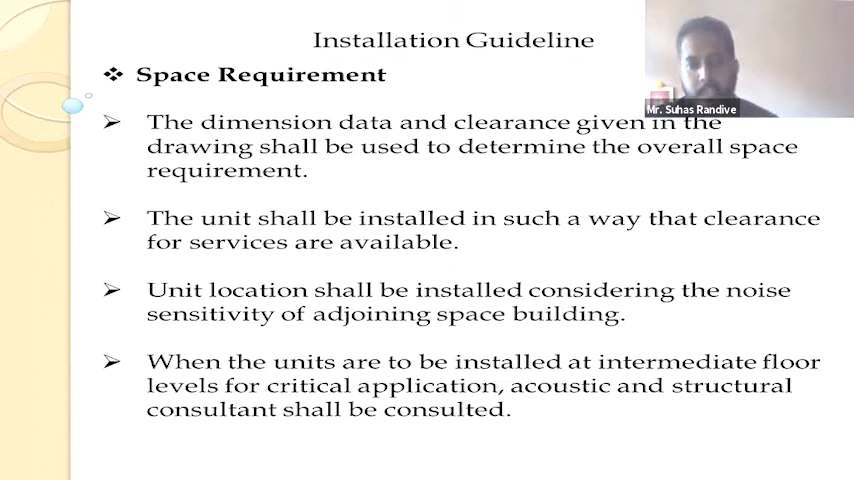 Installation Guideline
Space Requirement
Mr. Suhas Randive
The dimension data and clearance given in the
drawing shall be used to determine the overall space
requirement.
The unit shall be installed in such a way that clearance
for services are available.
Unit location shall be installed considering the noise
sensitivity of adjoining space building.
When the units are to be installed at intermediate floor
levels for critical application, acoustic and structural
consultant shall be consulted.